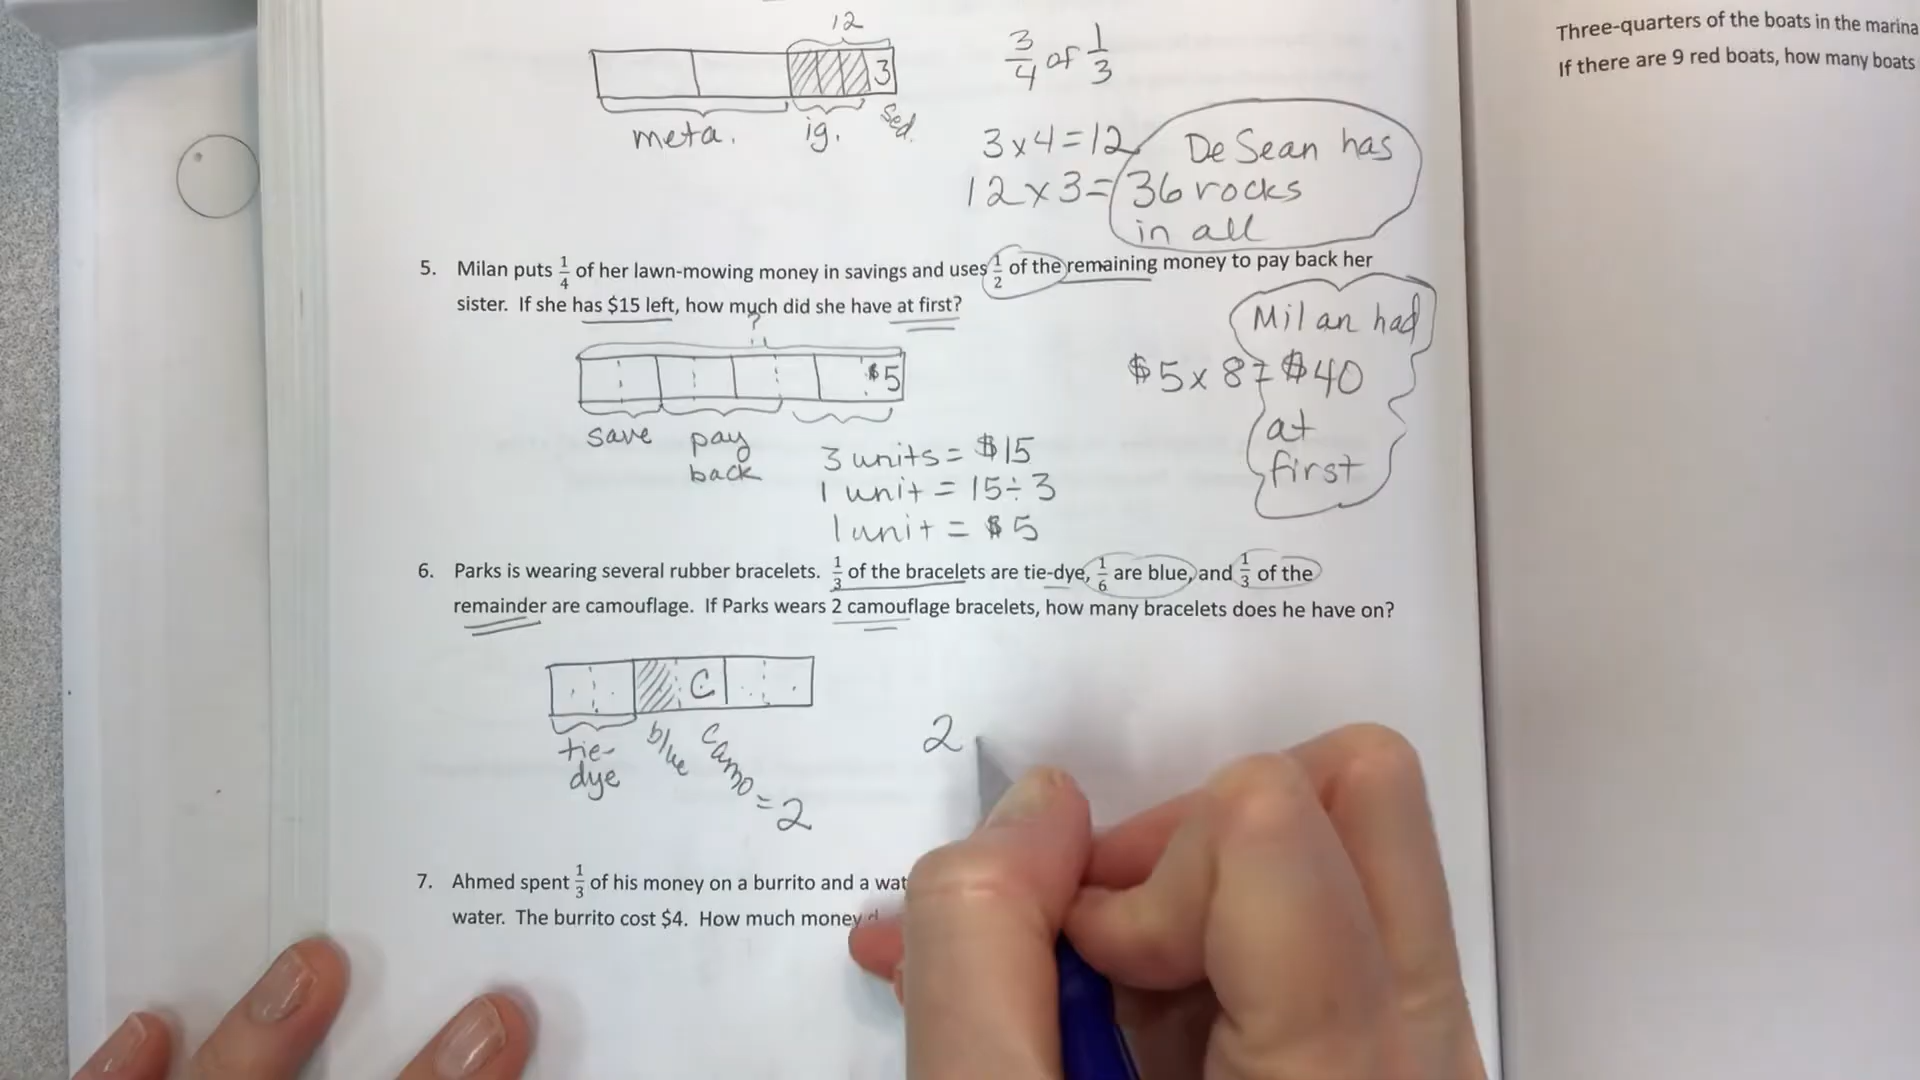 12
3
meta. ig. sed.
3/4 of 1/3
3 x 4 = 12
12 x 3 = 36 rocks
DeSean has
in all
5. Milan puts 1/4 of her lawn-mowing money in savings and uses 1/2 of the remaining money to pay back her
sister. If she has $15 left, how much did she have at first?
?
$5
save pay
back
3 units = $15
1 unit = 15 ÷ 3
1 unit = $5
Milan had
$5 x 8 = $40
at
first
6. Parks is wearing several rubber bracelets. 1/3 of the bracelets are tie-dye, 1/6 are blue, and 1/3 of the
remainder are camouflage. If Parks wears 2 camouflage bracelets, how many bracelets does he have on?
C
tie-
dye
blue
camo = 2
2
7. Ahmed spent 1/3 of his money on a burrito and a
water. The burrito cost $4. How much money
Three-quarters of the boats in the marina
If there are 9 red boats, how many boats